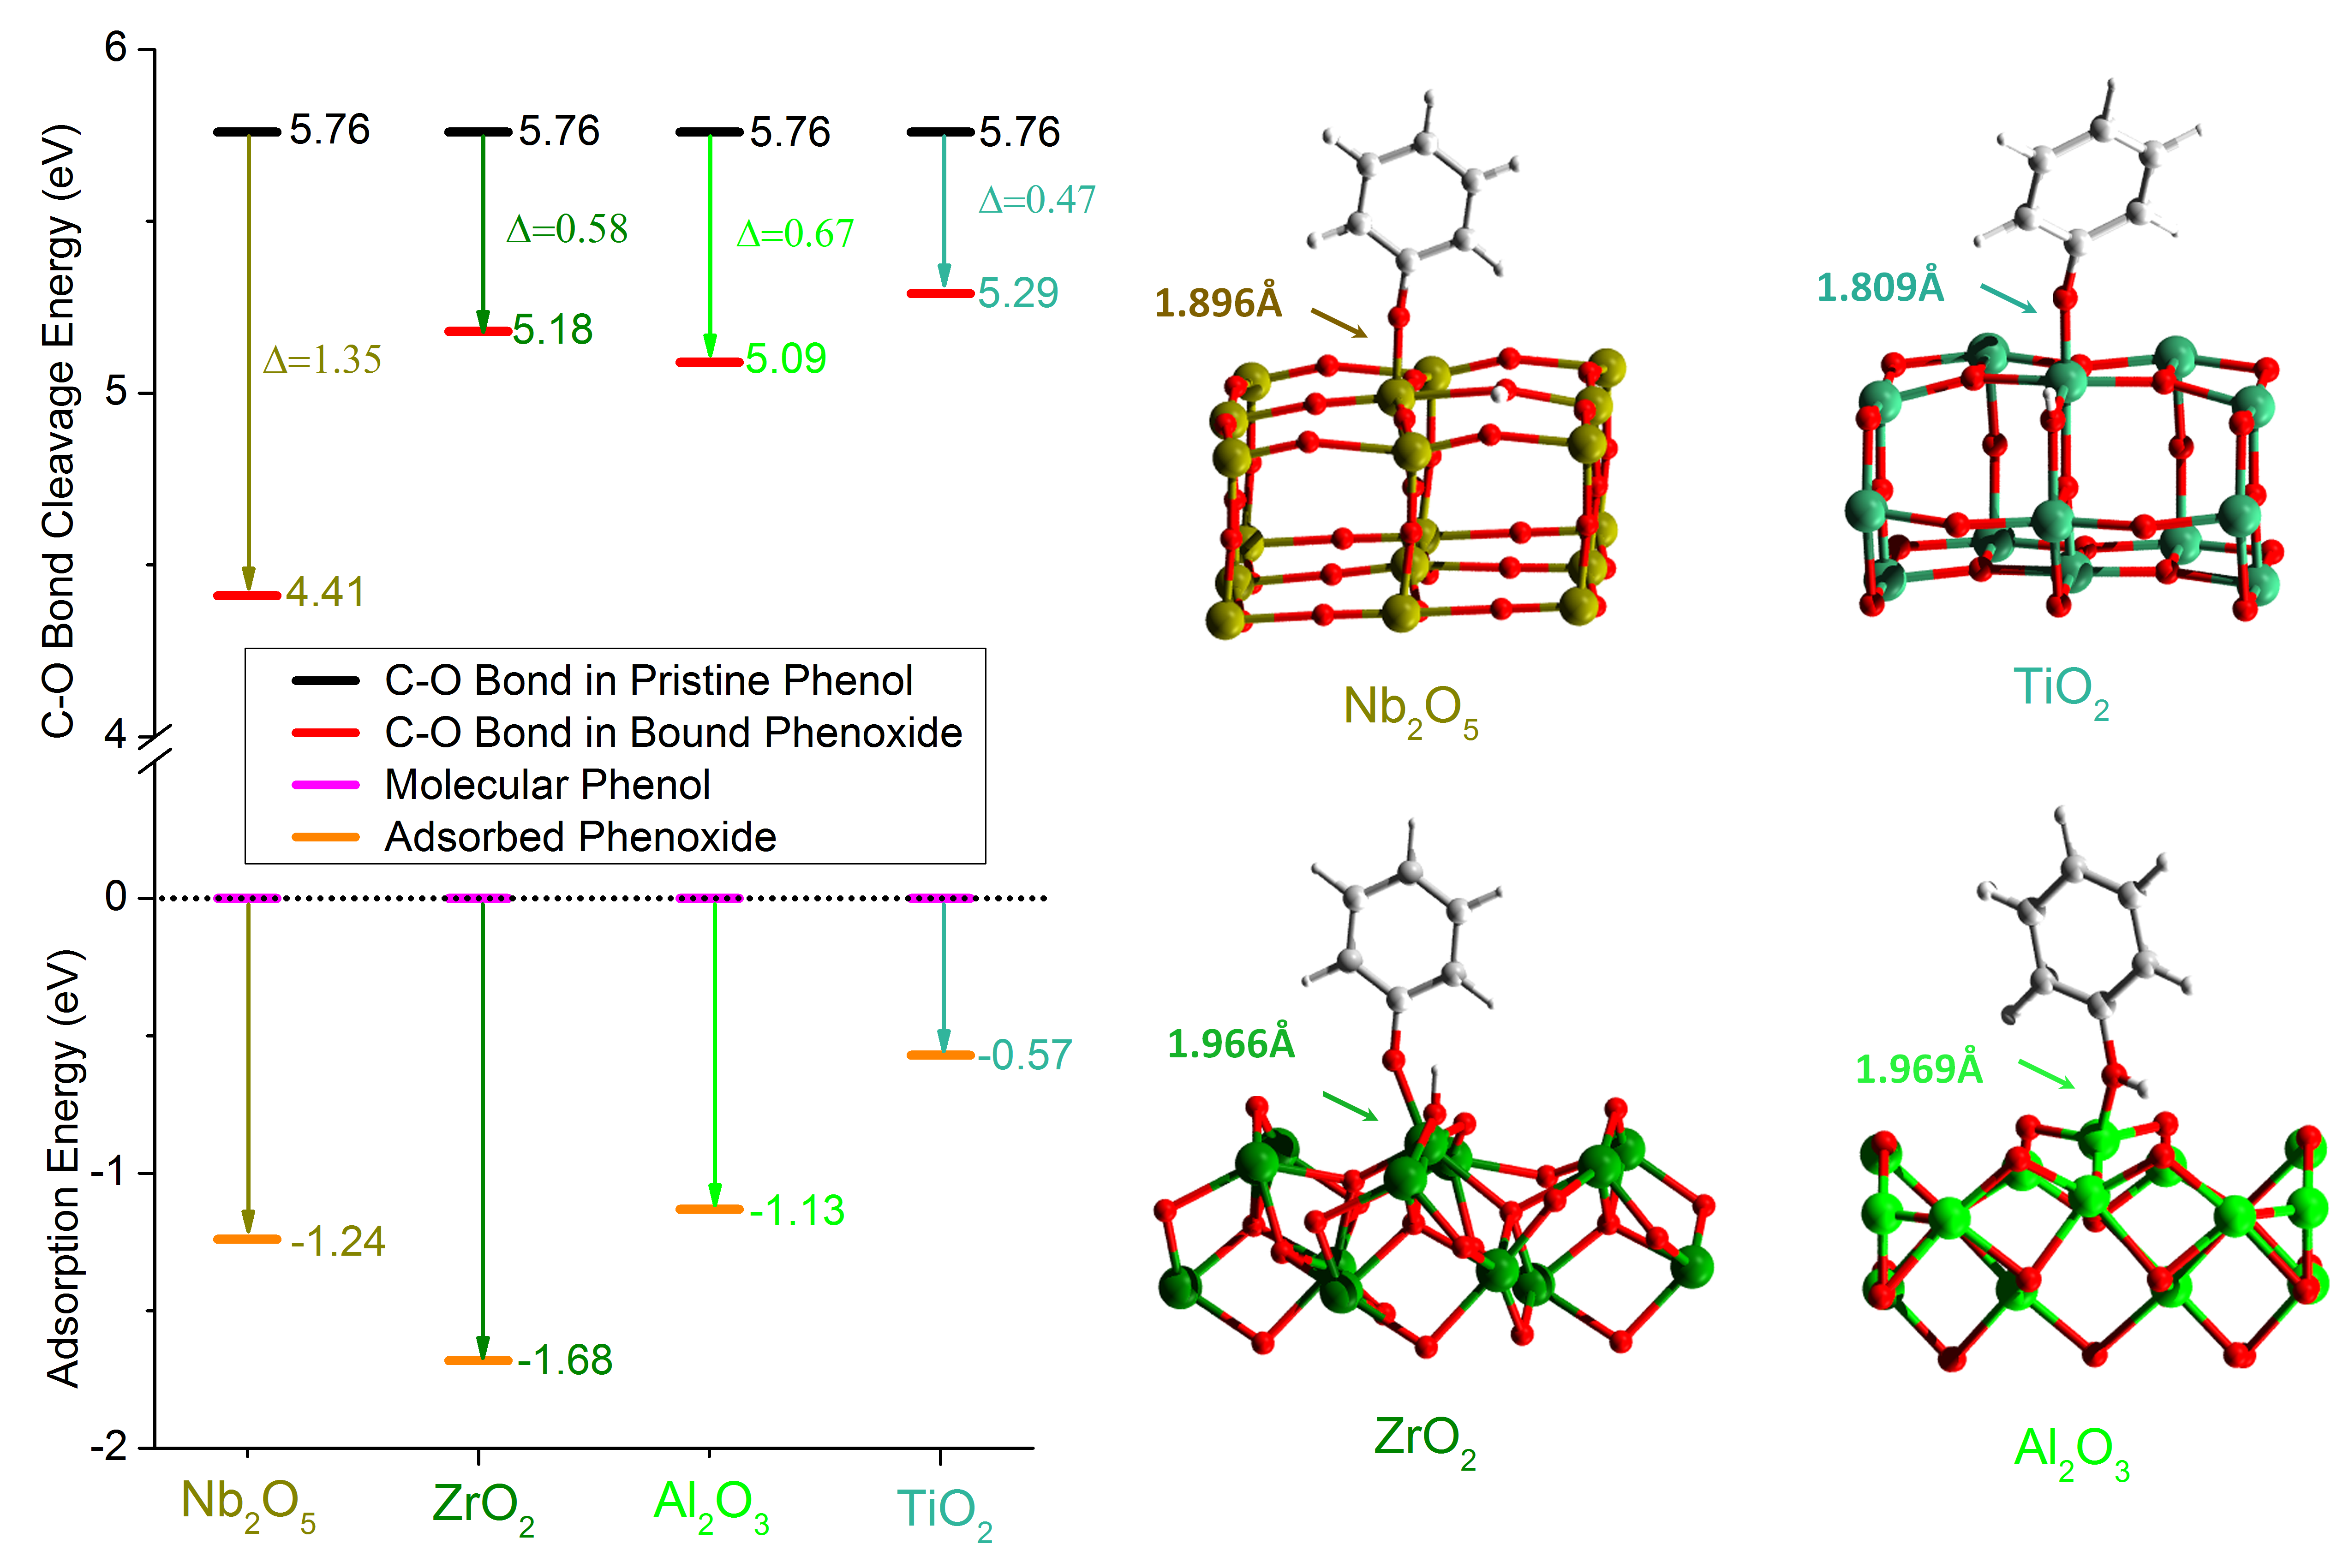 C-O Bond Cleavage Energy (eV)
6
5
4
5.76
5.76
5.76
5.76
Δ=1.35
Δ=0.58
Δ=0.67
Δ=0.47
4.41
5.18
5.09
5.29
C-O Bond in Pristine Phenol
C-O Bond in Bound Phenoxide
Molecular Phenol
Adsorbed Phenoxide
Adsorption Energy (eV)
0
-1
-2
-1.24
-1.68
-1.13
-0.57
Nb₂O₅
ZrO₂
Al₂O₃
TiO₂
1.896Å
Nb₂O₅
1.809Å
TiO₂
1.966Å
ZrO₂
1.969Å
Al₂O₃